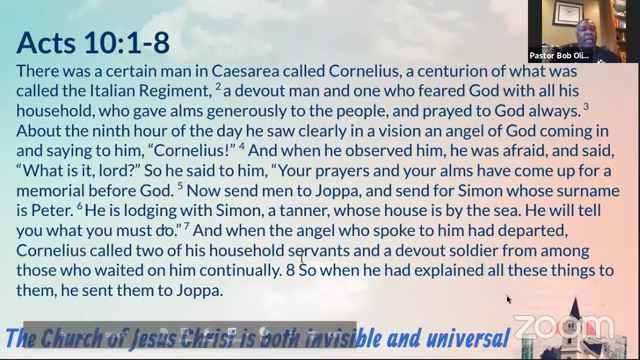 Acts 10:1-8
There was a certain man in Caesarea called Cornelius, a centurion of what was
called the Italian Regiment, 2 a devout man and one who feared God with all his
household, who gave alms generously to the people, and prayed to God always. 3
About the ninth hour of the day he saw clearly in a vision an angel of God coming in
and saying to him, “Cornelius!” 4 And when he observed him, he was afraid, and said,
“What is it, lord?” So he said to him, “Your prayers and your alms have come up for a
memorial before God. 5 Now send men to Joppa, and send for Simon whose surname
is Peter. 6 He is lodging with Simon, a tanner, whose house is by the sea. He will tell
you what you must do.” 7 And when the angel who spoke to him had departed,
Cornelius called two of his household servants and a devout soldier from among
those who waited on him continually. 8 So when he had explained all these things to
them, he sent them to Joppa.
The Church of Jesus Christ is both invisible and universal
Pastor Bob Oli...
zoom